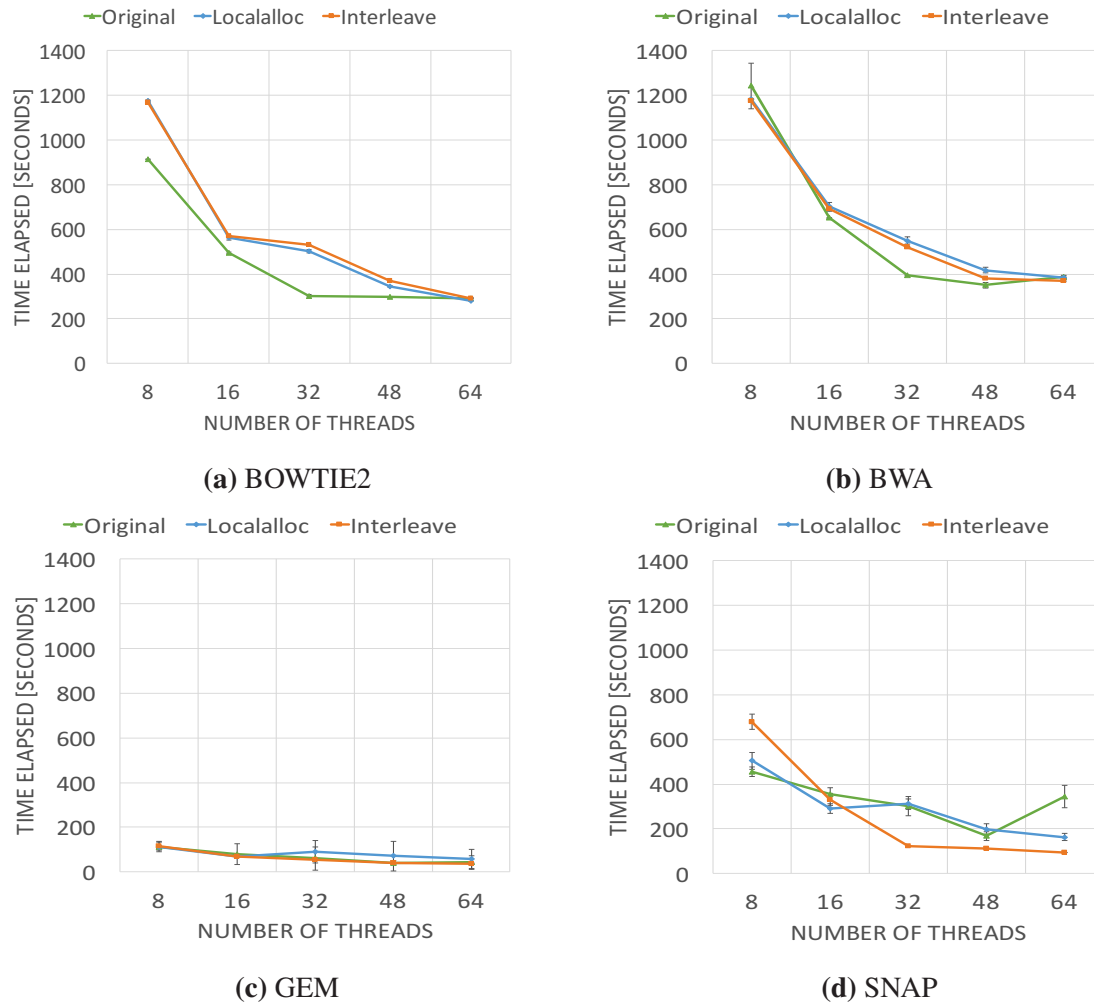 Original Localalloc Interleave
1400
1200
1000
800
600
400
200
0
TIME ELAPSED [SECONDS]
8 16 32 48 64
NUMBER OF THREADS
(a) BOWTIE2
Original Localalloc Interleave
1400
1200
1000
800
600
400
200
0
TIME ELAPSED [SECONDS]
8 16 32 48 64
NUMBER OF THREADS
(b) BWA
Original Localalloc Interleave
1400
1200
1000
800
600
400
200
0
TIME ELAPSED [SECONDS]
8 16 32 48 64
NUMBER OF THREADS
(c) GEM
Original Localalloc Interleave
1400
1200
1000
800
600
400
200
0
TIME ELAPSED [SECONDS]
8 16 32 48 64
NUMBER OF THREADS
(d) SNAP